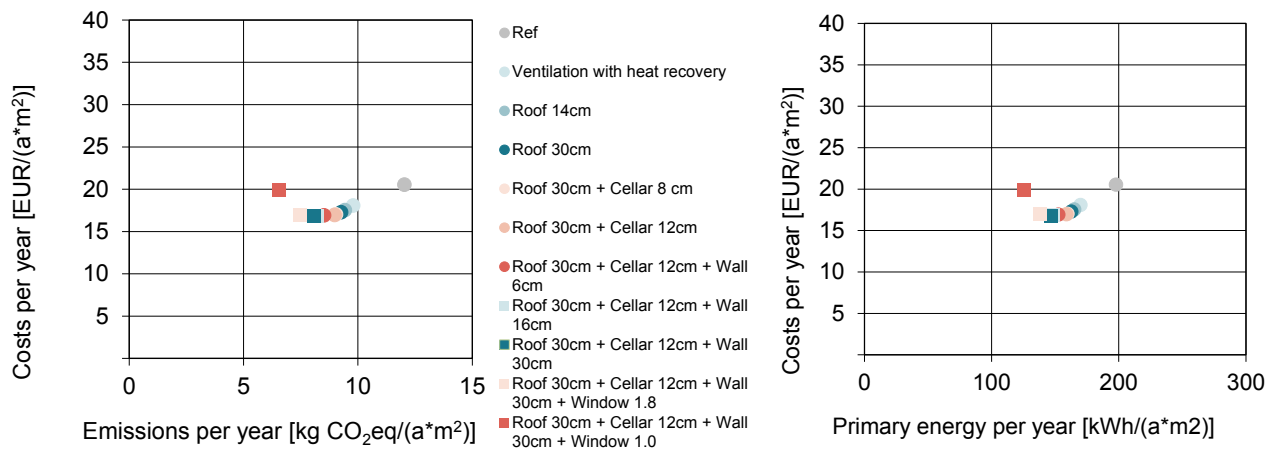 Costs per year [EUR/(a*m²)]
40
35
30
25
20
15
10
5
0
5
10
15
Emissions per year [kg CO₂eq/(a*m²)]
Ref
Ventilation with heat recovery
Roof 14cm
Roof 30cm
Roof 30cm + Cellar 8 cm
Roof 30cm + Cellar 12cm
Roof 30cm + Cellar 12cm + Wall
6cm
Roof 30cm + Cellar 12cm + Wall
16cm
Roof 30cm + Cellar 12cm + Wall
30cm
Roof 30cm + Cellar 12cm + Wall
30cm + Window 1.8
Roof 30cm + Cellar 12cm + Wall
30cm + Window 1.0
Costs per year [EUR/(a*m²)]
40
35
30
25
20
15
10
5
0
100
200
300
Primary energy per year [kWh/(a*m2)]